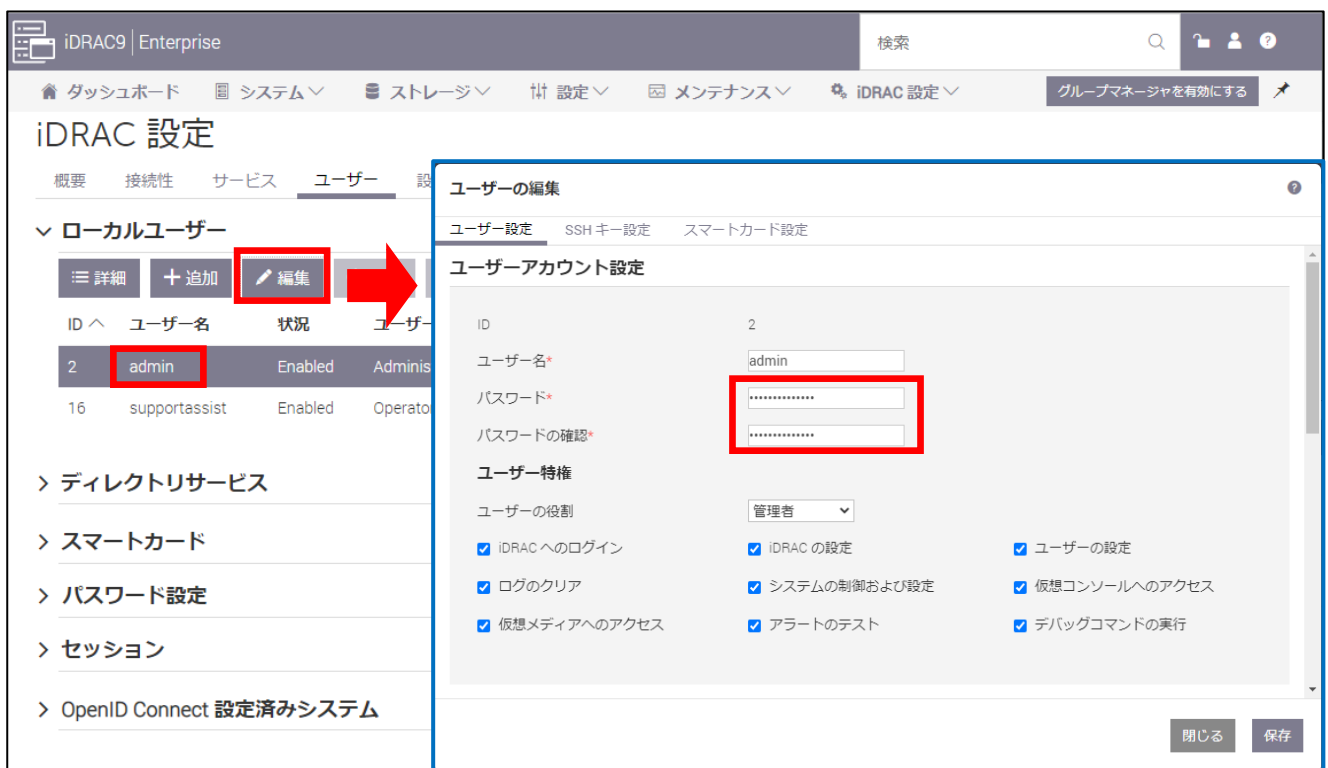 iDRAC9 | Enterprise
検索
ダッシュボード システム ストレージ 設定 メンテナンス iDRAC 設定 グループマネージャを有効にする
iDRAC 設定
概要 接続性 サービス ユーザー 設
ローカルユーザー
詳細 追加 編集
ID ユーザー名 状況 ユーザー
2 admin Enabled Adminis
16 supportassist Enabled Operato
ディレクトリサービス
スマートカード
パスワード設定
セッション
OpenID Connect 設定済みシステム
ユーザーの編集
ユーザー設定 SSH キー設定 スマートカード設定
ユーザーアカウント設定
ID 2
ユーザー名* admin
パスワード* ••••••••••••••
パスワードの確認* ••••••••••••••
ユーザー特権
ユーザーの役割 管理者
iDRAC へのログイン iDRAC の設定 ユーザーの設定
ログのクリア システムの制御および設定 仮想コンソールへのアクセス
仮想メディアへのアクセス アラートのテスト デバッグコマンドの実行
閉じる 保存